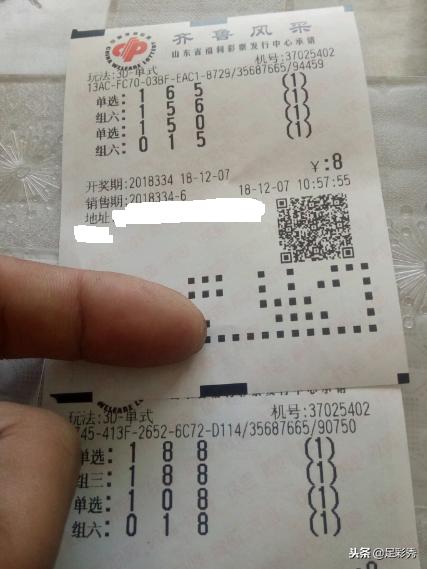 CHINA WELFARE LOTTERY
齐鲁风采
山东省福利彩票发行中心承销
玩法:3D-单式 机号:37025402
13AC-FC70-03BF-EAC1-8729/35687665/94459
单选: 1 6 5 (1)
组六: 1 5 6 (1)
单选: 1 5 0 (1)
组六: 0 1 5 (1)
¥:8
开奖期:2018334 18-12-07
销售期:2018334-6 18-12-07 10:57:55
地址
玩法:3D-单式 机号:37025402
745-413F-2652-6C72-D114/35687665/90750
单选: 1 8 8 (1)
组三: 1 8 8 (1)
单选: 1 0 8 (1)
组六: 0 1 8 (1)
头条 @足彩秀